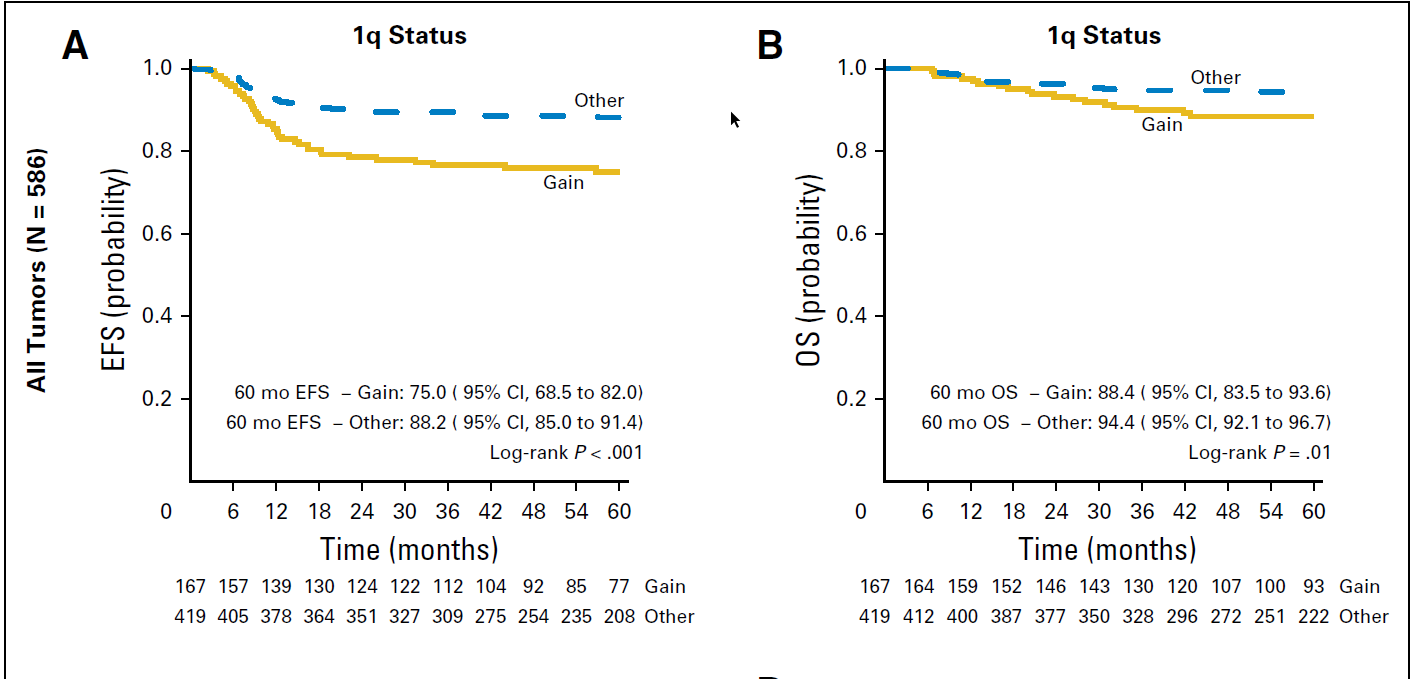 A
1q Status
All Tumors (N = 586)
EFS (probability)
1.0
0.8
0.6
0.4
0.2
Other
Gain
60 mo EFS – Gain: 75.0 ( 95% CI, 68.5 to 82.0)
60 mo EFS – Other: 88.2 ( 95% CI, 85.0 to 91.4)
Log-rank P < .001
0 6 12 18 24 30 36 42 48 54 60
Time (months)
167 157 139 130 124 122 112 104 92 85 77 Gain
419 405 378 364 351 327 309 275 254 235 208 Other
B
1q Status
OS (probability)
1.0
0.8
0.6
0.4
0.2
Other
Gain
60 mo OS – Gain: 88.4 ( 95% CI, 83.5 to 93.6)
60 mo OS – Other: 94.4 ( 95% CI, 92.1 to 96.7)
Log-rank P = .01
0 6 12 18 24 30 36 42 48 54 60
Time (months)
167 164 159 152 146 143 130 120 107 100 93 Gain
419 412 400 387 377 350 328 296 272 251 222 Other